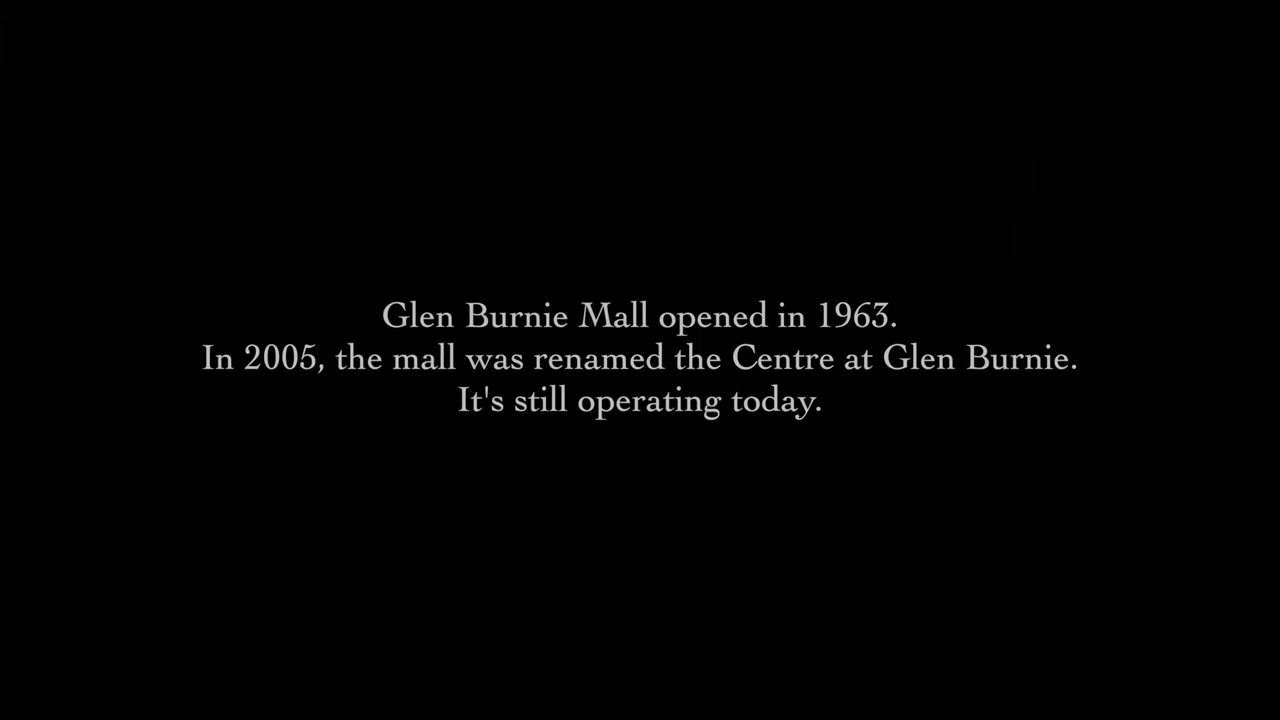 Glen Burnie Mall opened in 1963.
In 2005, the mall was renamed the Centre at Glen Burnie.
It's still operating today.